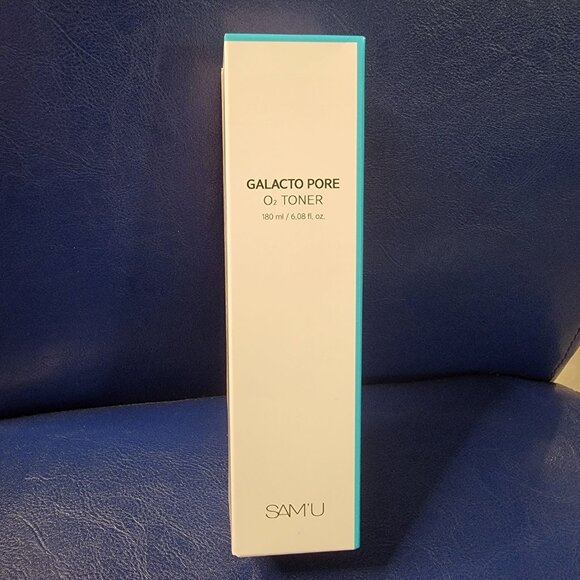 GALACTO PORE
O₂ TONER
180 ml / 6.08 fl. oz.
SAM'U